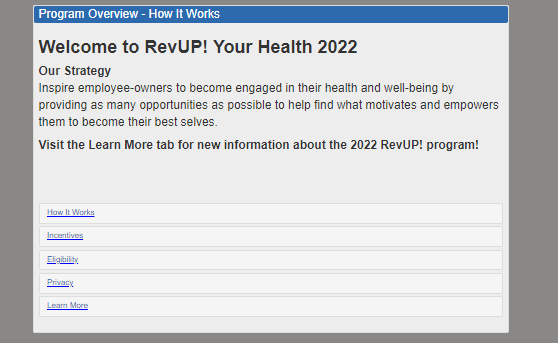 Program Overview - How It Works
Welcome to RevUP! Your Health 2022
Our Strategy
Inspire employee-owners to become engaged in their health and well-being by
providing as many opportunities as possible to help find what motivates and empowers
them to become their best selves.
Visit the Learn More tab for new information about the 2022 RevUP! program!
How It Works
Incentives
Eligibility
Privacy
Learn More